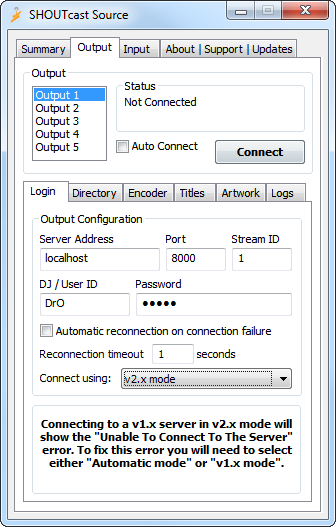 SHOUTcast Source
Summary Output Input About | Support | Updates
Output
Output 1
Output 2
Output 3
Output 4
Output 5
Status
Not Connected
Auto Connect
Connect
Login Directory Encoder Titles Artwork Logs
Output Configuration
Server Address Port Stream ID
localhost 8000 1
DJ / User ID Password
DrO ●●●●●
Automatic reconnection on connection failure
Reconnection timeout 1 seconds
Connect using: v2.x mode
Connecting to a v1.x server in v2.x mode will
show the "Unable To Connect To The Server"
error. To fix this error you will need to select
either "Automatic mode" or "v1.x mode".